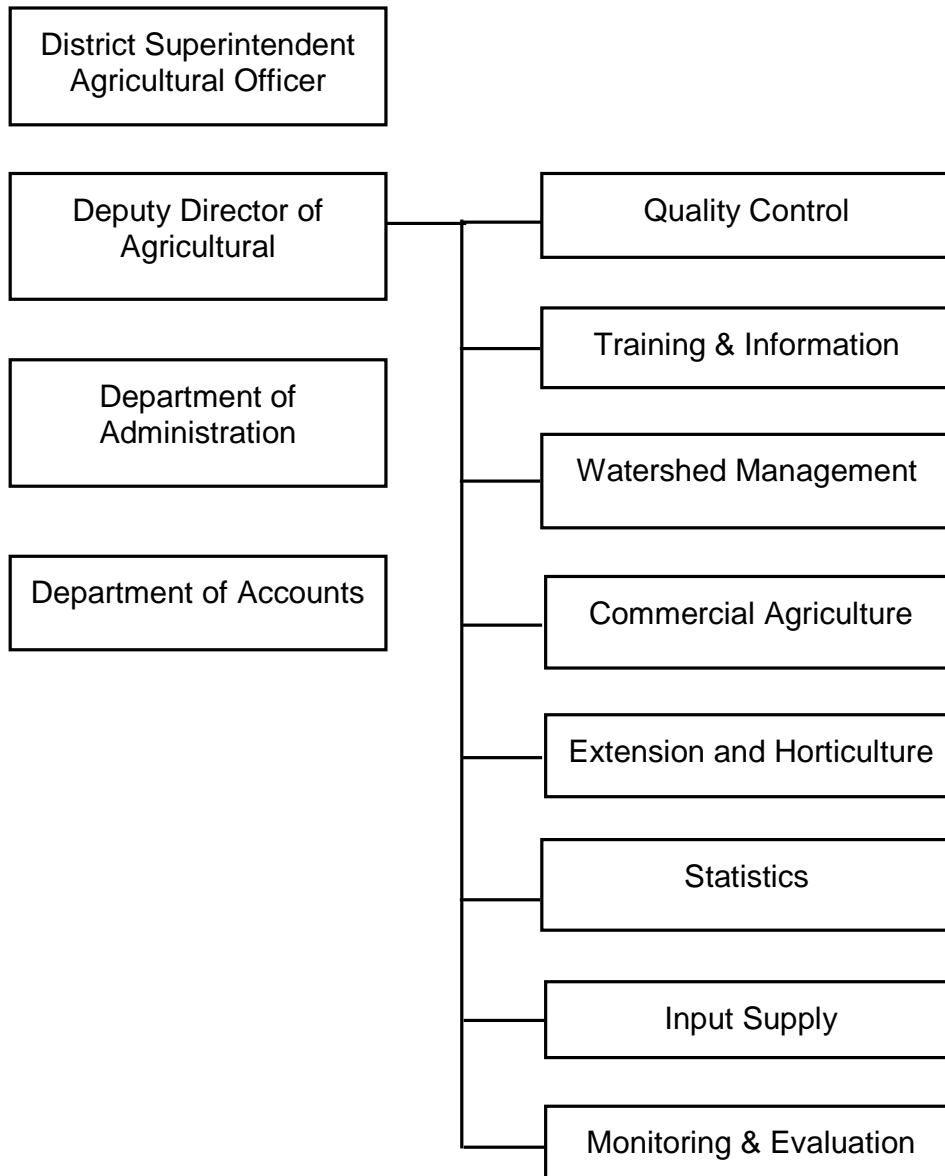 District Superintendent
Agricultural Officer
Deputy Director of
Agricultural
Department of
Administration
Department of Accounts
Quality Control
Training & Information
Watershed Management
Commercial Agriculture
Extension and Horticulture
Statistics
Input Supply
Monitoring & Evaluation